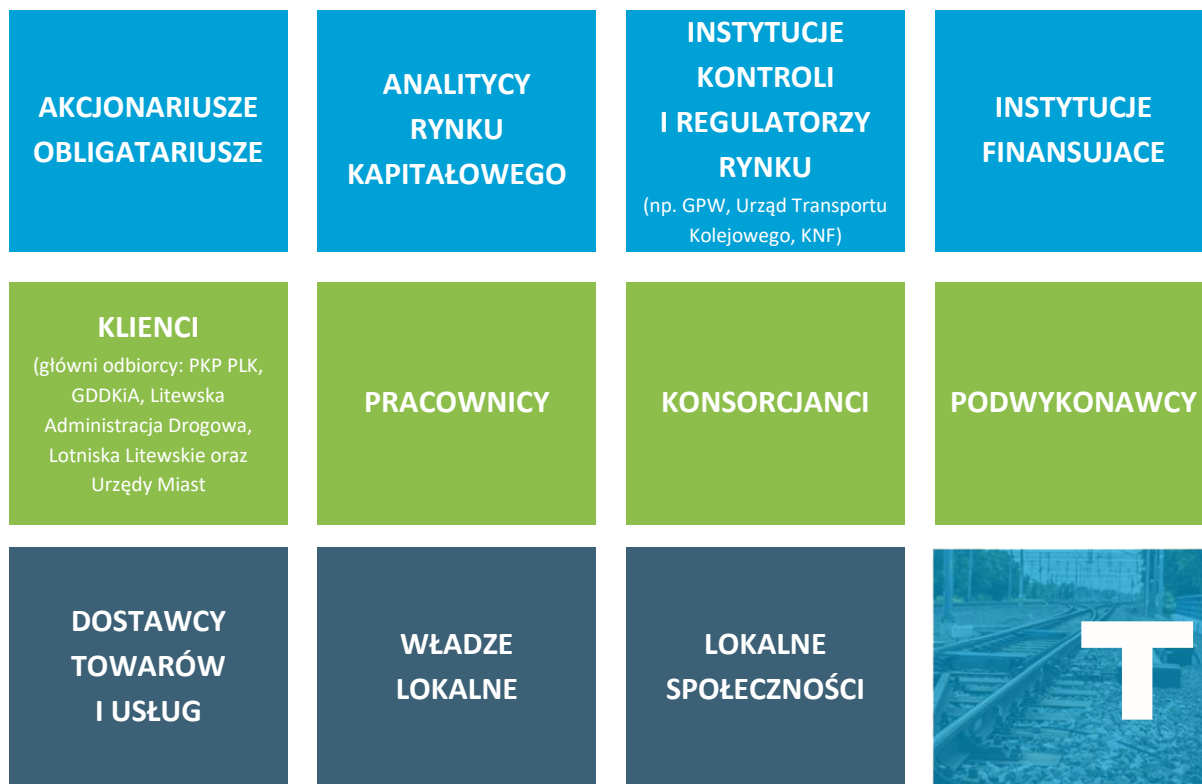 AKCJONARIUSZE
OBLIGATARIUSZE
ANALITYCY
RYNKU
KAPITAŁOWEGO
INSTYTUCJE
KONTROLI
I REGULATORZY
RYNKU
(np. GPW, Urząd Transportu
Kolejowego, KNF)
INSTYTUCJE
FINANSUJACE
KLIENCI
(główni odbiorcy: PKP PLK,
GDDKiA, Litewska
Administracja Drogowa,
Lotniska Litewskie oraz
Urzędy Miast
PRACOWNICY
KONSORCJANCI
PODWYKONAWCY
DOSTAWCY
TOWARÓW
I USŁUG
WŁADZE
LOKALNE
LOKALNE
SPOŁECZNOŚCI
T